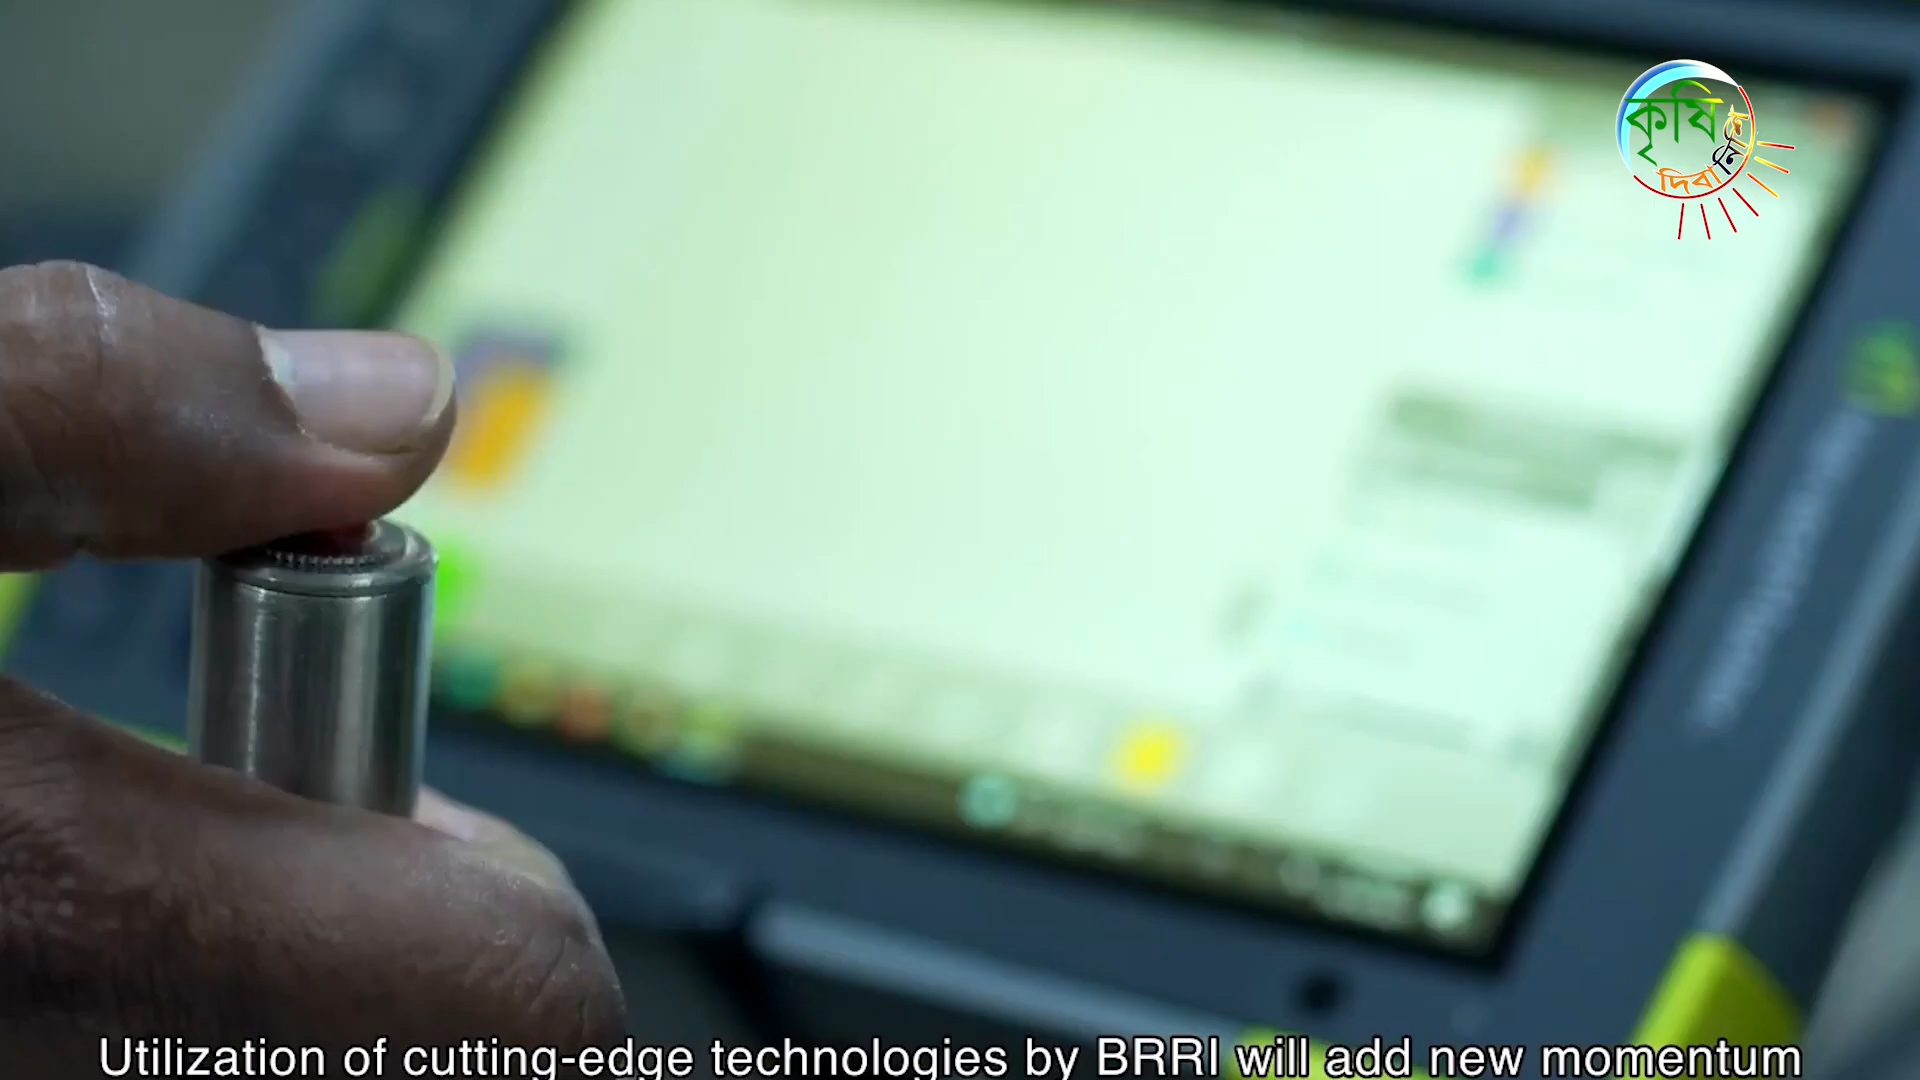 কৃষি
দিবানিশি
Utilization of cutting-edge technologies by BRRI will add new momentum